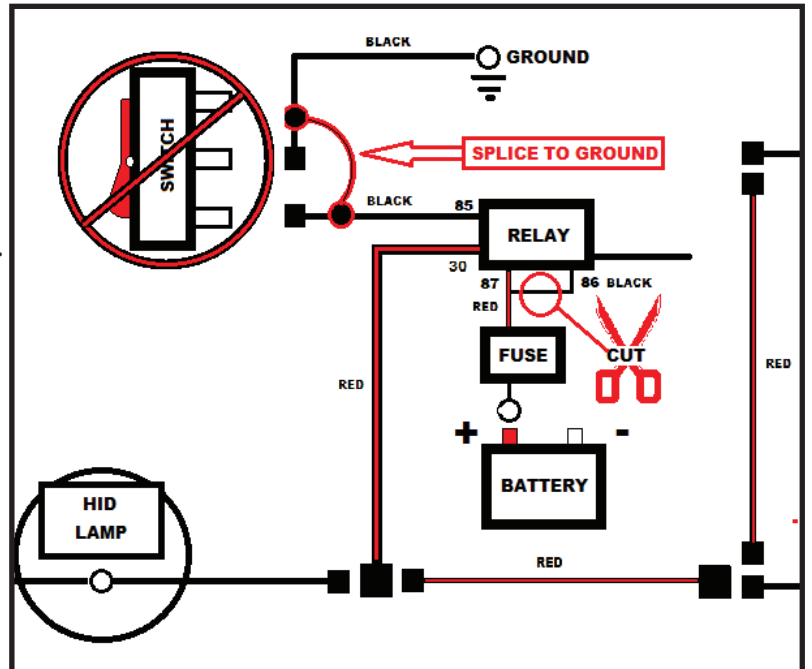 BLACK
GROUND
SWITCH
SPLICE TO GROUND
BLACK
85
RELAY
30
87
86 BLACK
RED
FUSE
CUT
RED
RED
+
-
BATTERY
HID
LAMP
RED